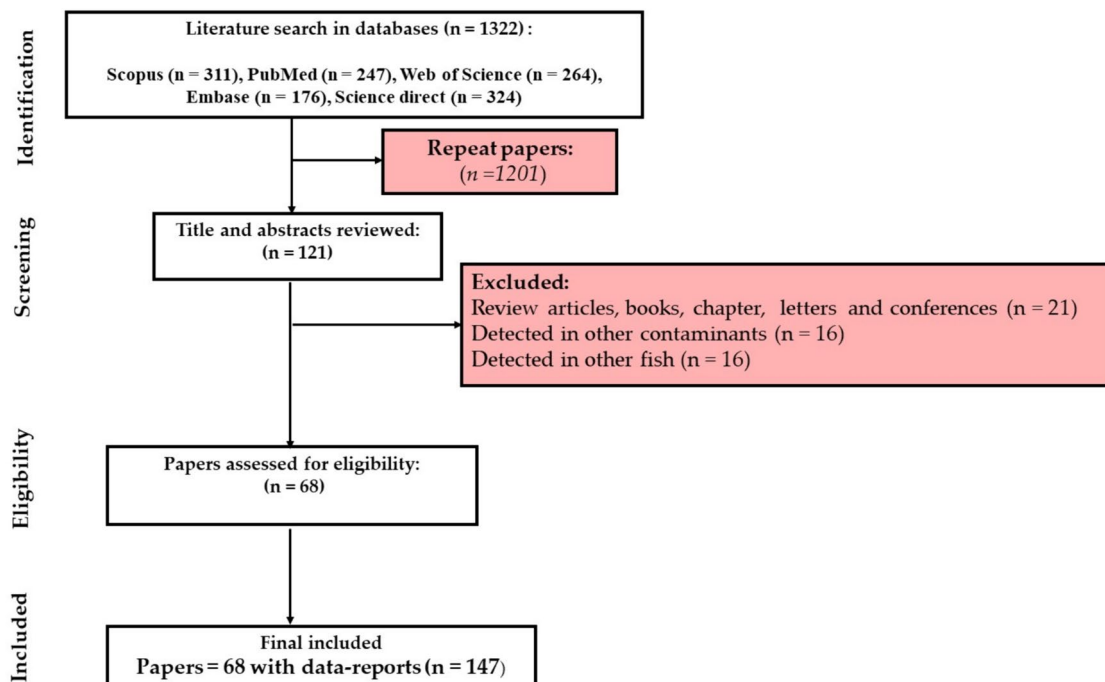 Identification
Literature search in databases (n = 1322) :
Scopus (n = 311), PubMed (n = 247), Web of Science (n = 264),
Embase (n = 176), Science direct (n = 324)
Repeat papers:
(n =1201)
Screening
Title and abstracts reviewed:
(n = 121)
Excluded:
Review articles, books, chapter, letters and conferences (n = 21)
Detected in other contaminants (n = 16)
Detected in other fish (n = 16)
Eligibility
Papers assessed for eligibility:
(n = 68)
Included
Final included
Papers = 68 with data-reports (n = 147)